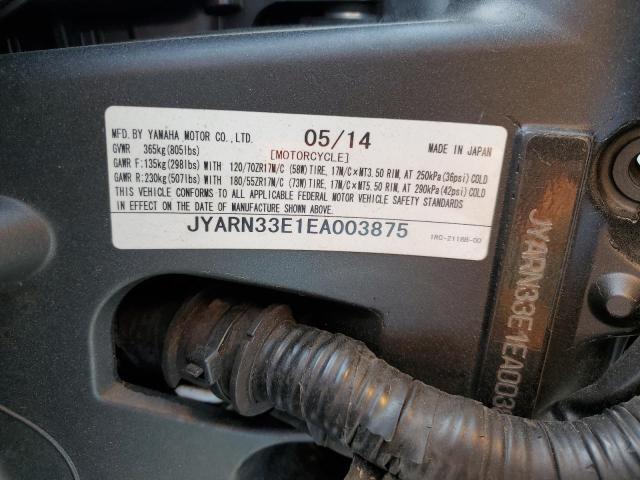 MFD. BY YAMAHA MOTOR CO.,LTD. 05/14 MADE IN JAPAN
GVWR 365kg(805lbs) [MOTORCYCLE]
GAWR F:135kg(298lbs)WITH 120/70ZR17M/C (58W)TIRE, 17M/C×MT3.50 RIM, AT 250kPa(36psi)COLD
GAWR R:230kg(507lbs)WITH 180/55ZR17M/C (73W)TIRE, 17M/C×MT5.50 RIM, AT 290kPa(42psi)COLD
THIS VEHICLE CONFORMS TO ALL APPLICABLE FEDERAL MOTOR VEHICLE SAFETY STANDARDS
IN EFFECT ON THE DATE OF MANUFACTURE SHOWN ABOVE.
JYARN33E1EA003875 1RC-2118B-00
JYARN33E1EA003